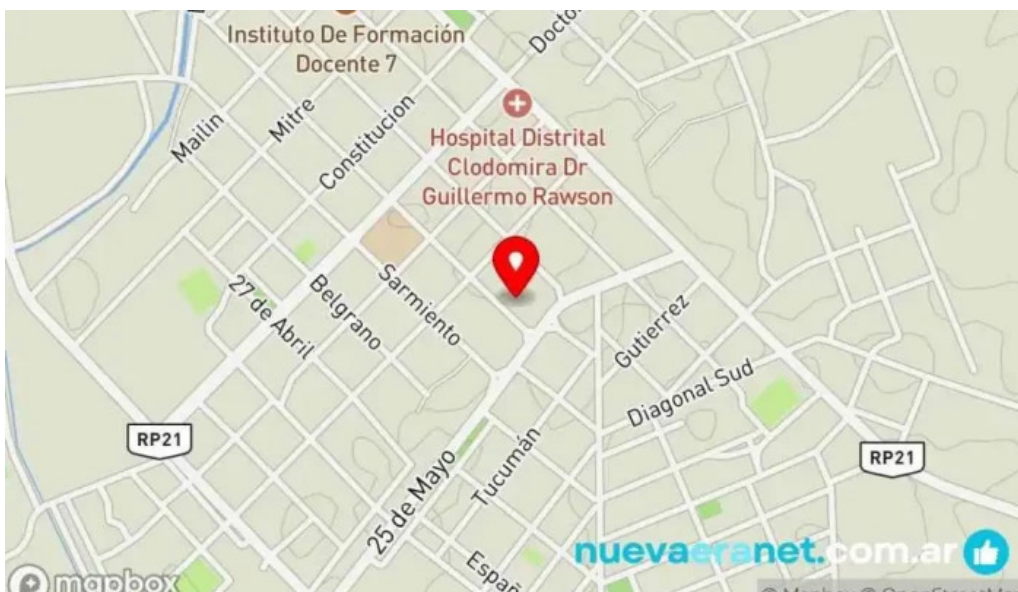 Instituto De Formación
Docente 7
Mailin
Mitre
Constitucion
Hospital Distrital
Clodomira Dr
Guillermo Rawson
27 de Abril
Belgrano
Sarmiento
Gutierrez
Diagonal Sud
RP21
RP21
25 de Mayo
Tucumán
nuevaeranet.com.ar
mapbox